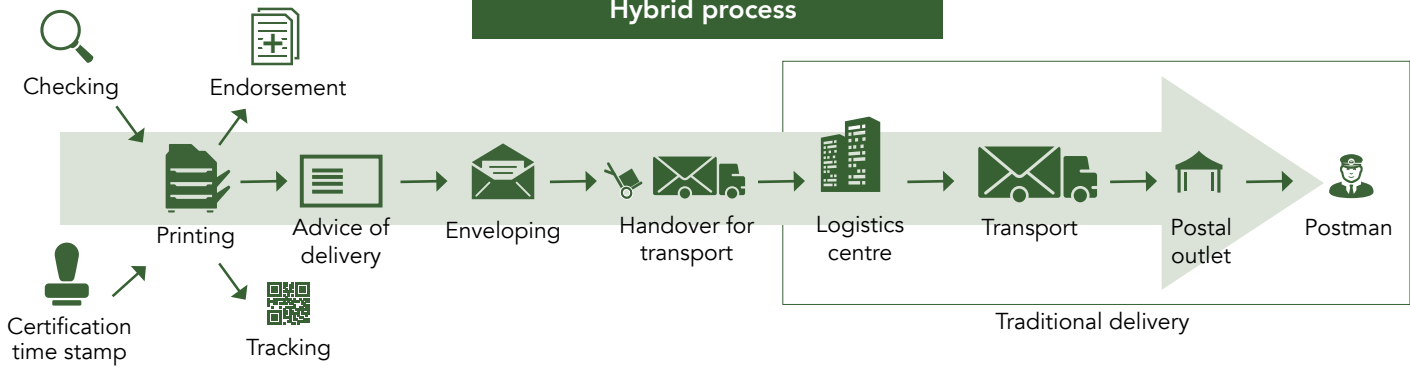 Hybrid process
Checking
Endorsement
Printing
Advice of
delivery
Enveloping
Handover for
transport
Logistics
centre
Transport
Postal
outlet
Postman
Certification
time stamp
Tracking
Traditional delivery